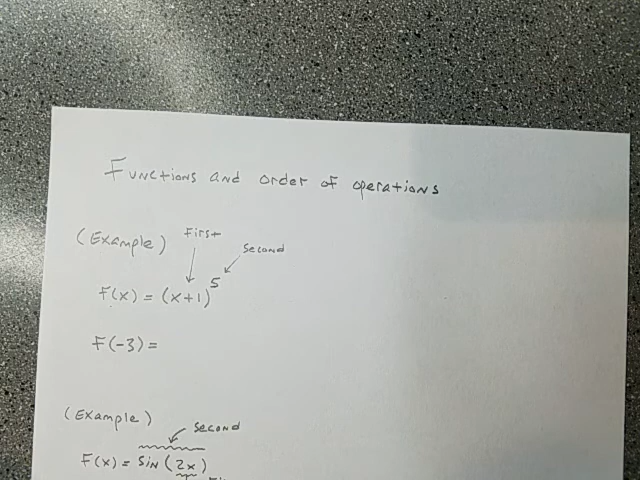 Functions and order of operations
(Example) First
Second
F(x) = (x+1)^5
F(-3) =
(Example)
Second
F(x) = sin(2x)